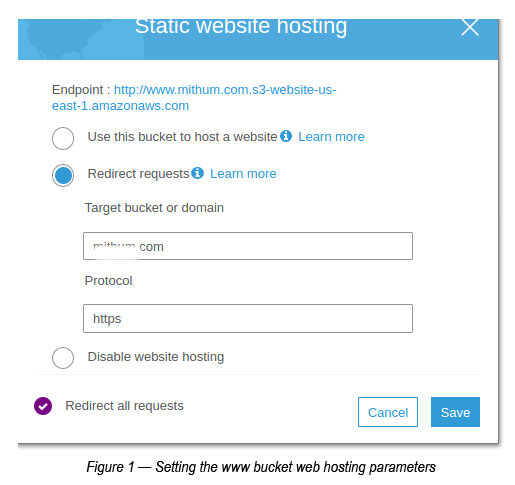 Static website hosting
Endpoint : http://www.mithum.com.s3-website-us-
east-1.amazonaws.com
Use this bucket to host a website Learn more
Redirect requests Learn more
Target bucket or domain
mithum.com
Protocol
https
Disable website hosting
Redirect all requests
Cancel Save
Figure 1 — Setting the www bucket web hosting parameters